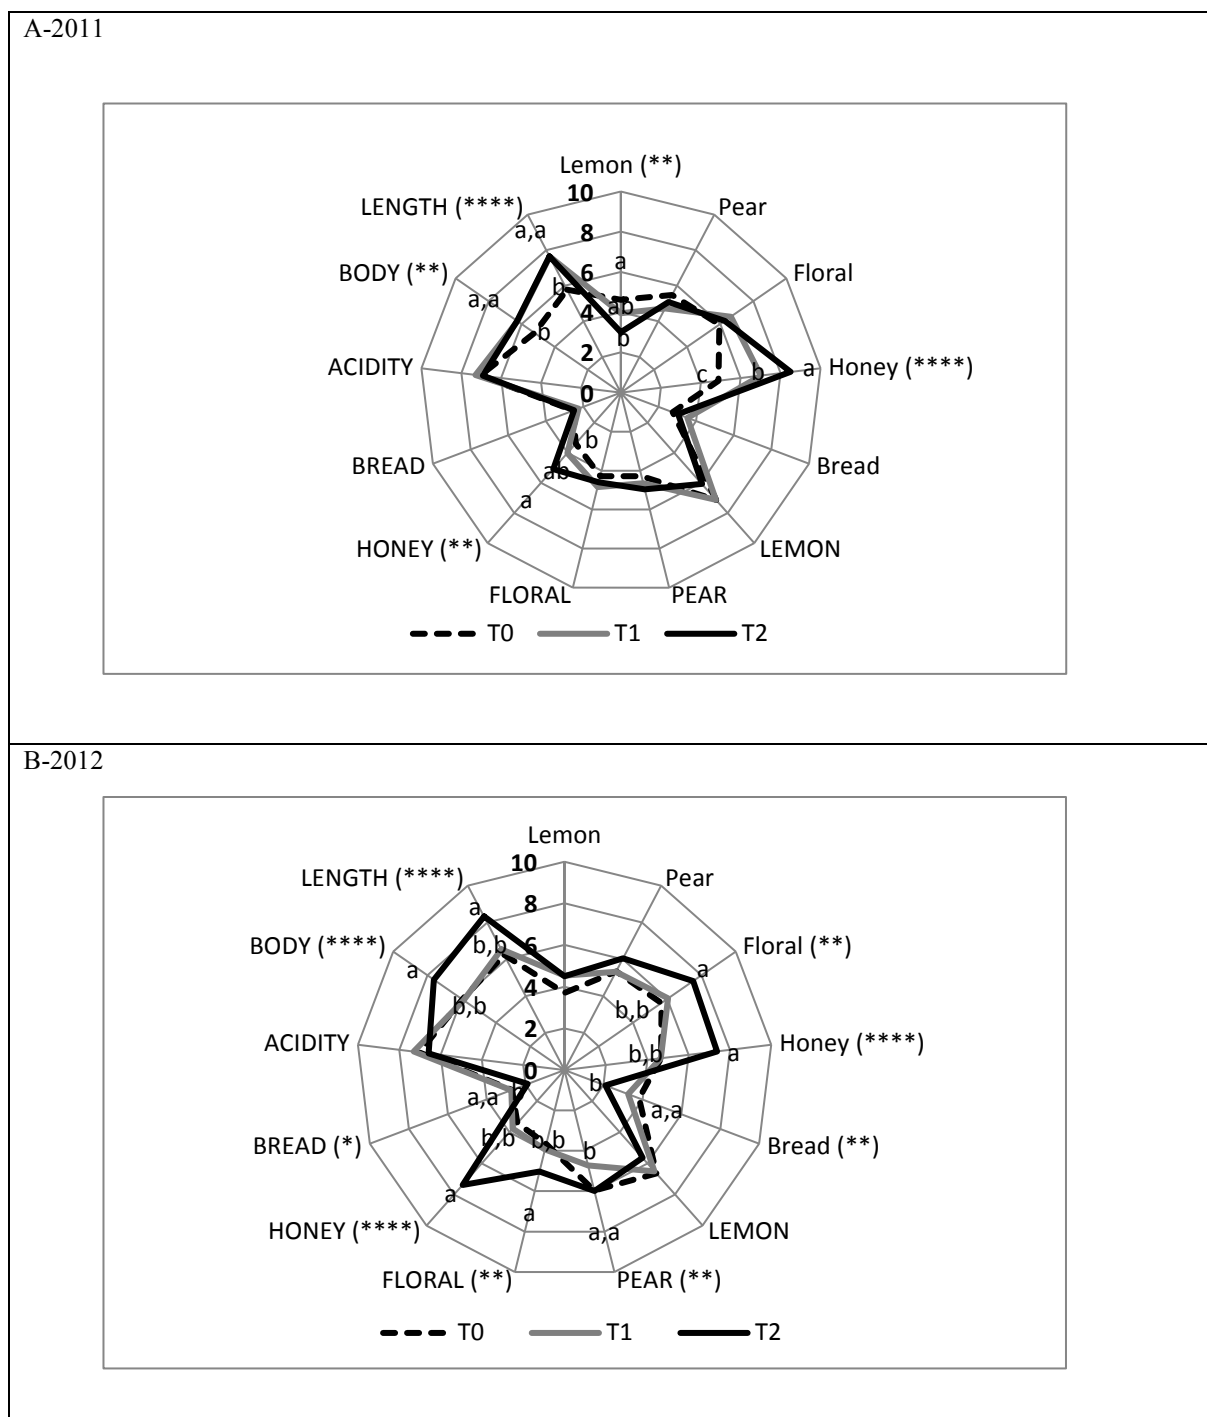 A-2011
Lemon (**)
10
LENGTH (****)
Pear
8
a,a
a
BODY (**)
6
Floral
b
a,a
4
ab
b
b
2
ACIDITY
c
b
a
Honey (****)
0
b
BREAD
ab
Bread
a
HONEY (**)
LEMON
FLORAL
PEAR
T0
T1
T2
B-2012
Lemon
10
LENGTH (****)
Pear
8
a
BODY (****)
b,b
6
Floral (**)
a
a
4
b,b
b,b
2
ACIDITY
b,b
a
Honey (****)
0
b
b
a,a
a,a
BREAD (*)
b,b
b,b
b
Bread (**)
a
HONEY (****)
a
a,a
LEMON
FLORAL (**)
PEAR (**)
T0
T1
T2